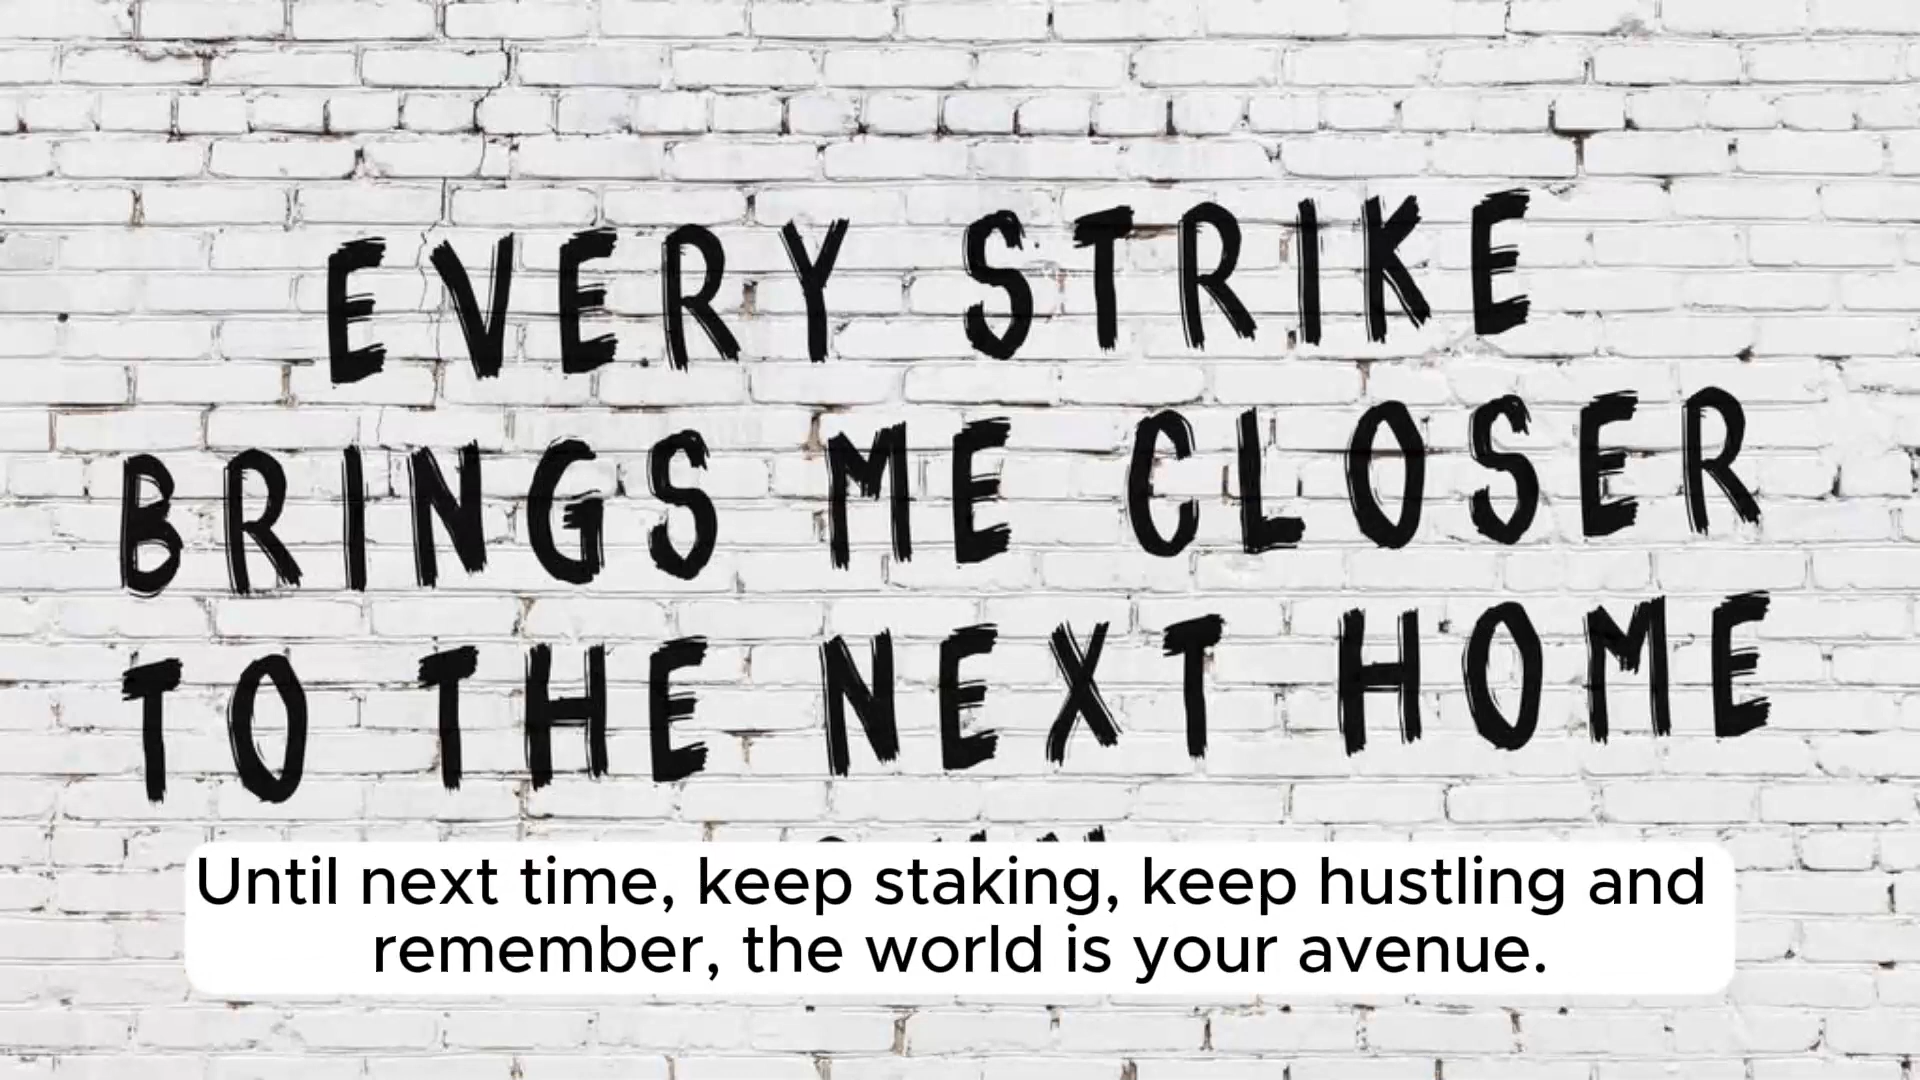 EVERY STRIKE
BRINGS ME CLOSER
TO THE NEXT HOME
Until next time, keep staking, keep hustling and
remember, the world is your avenue.